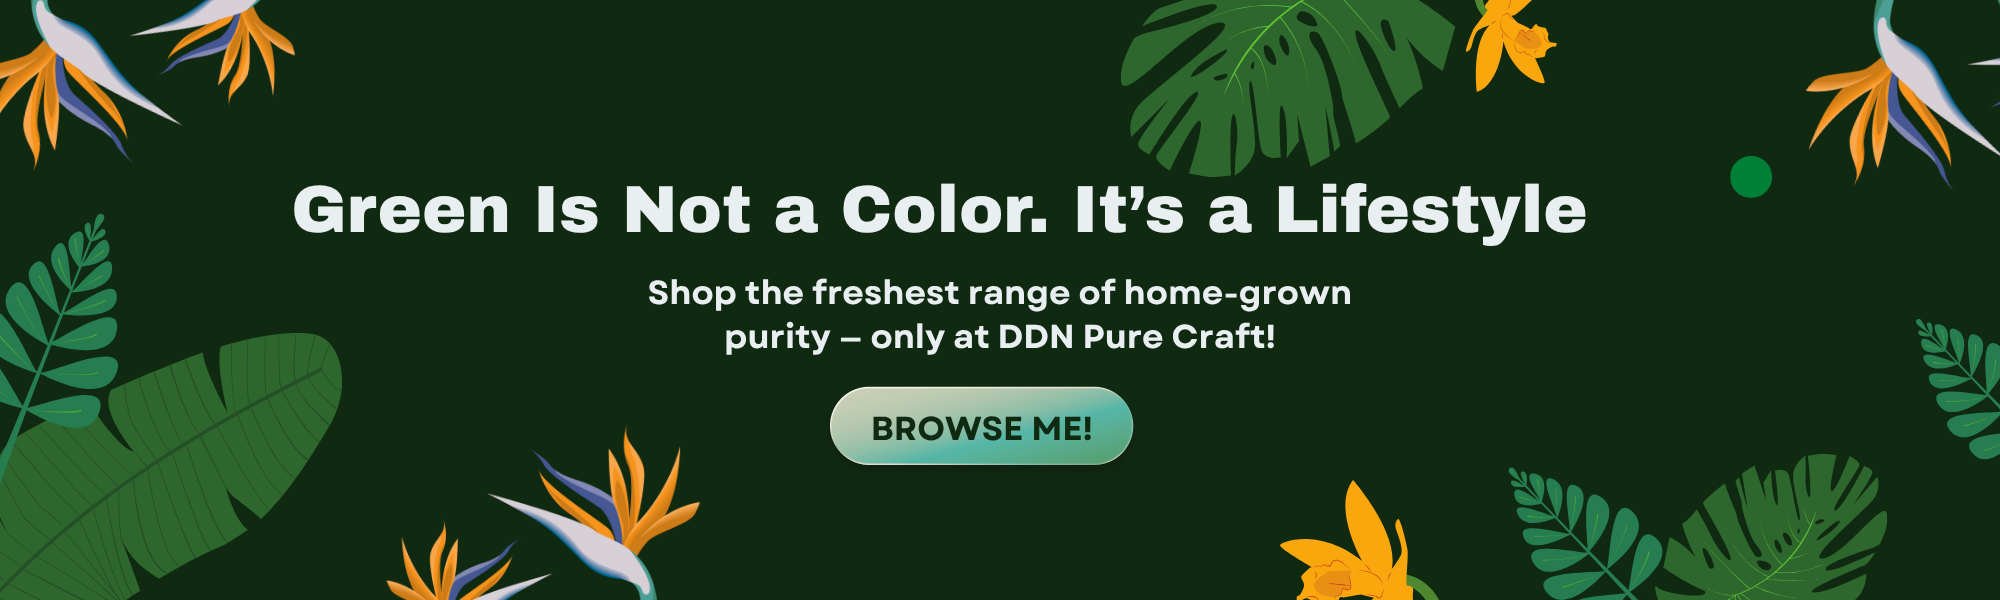 Green Is Not a Color. It’s a Lifestyle
Shop the freshest range of home-grown
purity – only at DDN Pure Craft!
BROWSE ME!